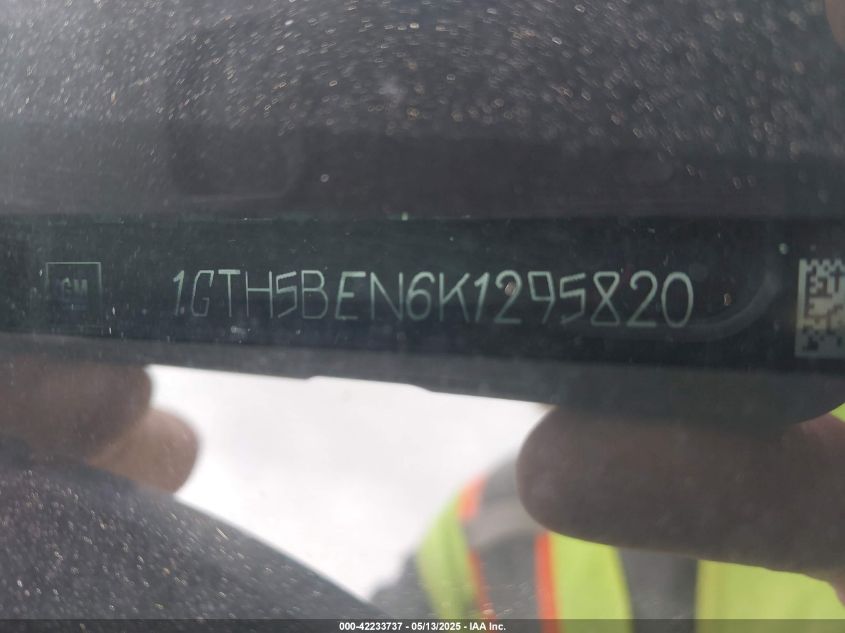 GM 1GTH5BEN6K1295820
000-42233737 - 05/13/2025 - IAA Inc.